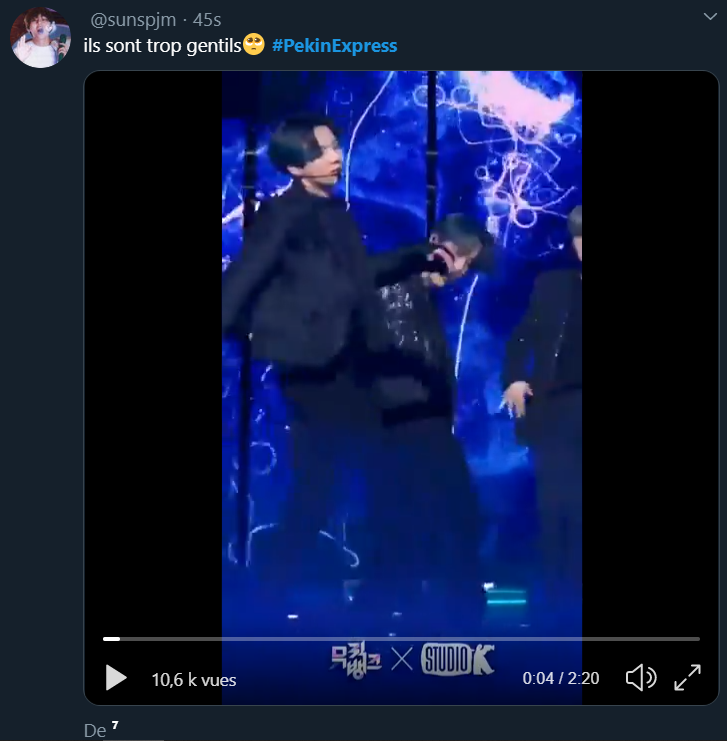 @sunspjm · 45s
ils sont trop gentils🥺 #PekinExpress
뮤직뱅크 X STUDIO K
10,6 k vues
0:04 / 2:20
De ⁷